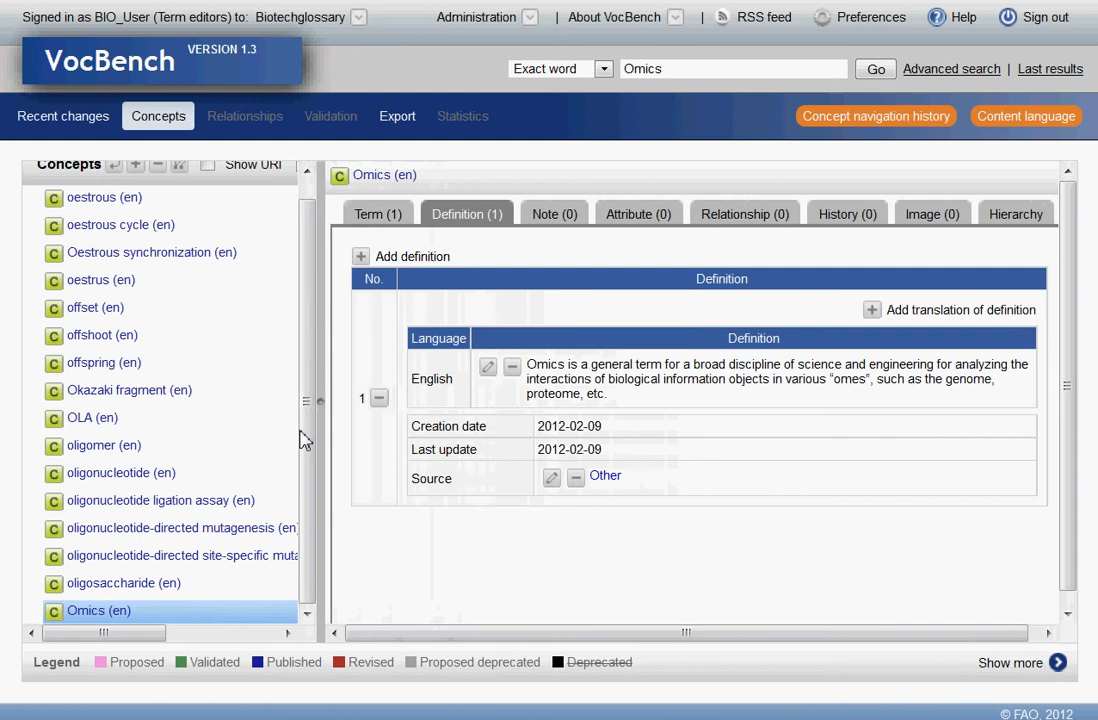 Signed in as BIO_User (Term editors) to: Biotechglossary Administration | About VocBench | RSS feed Preferences Help Sign out
VocBench VERSION 1.3
Exact word Omics Go Advanced search | Last results
Recent changes Concepts Relationships Validation Export Statistics Concept navigation history Content language
Concepts Show URI
oestrous (en)
oestrous cycle (en)
Oestrous synchronization (en)
oestrus (en)
offset (en)
offshoot (en)
offspring (en)
Okazaki fragment (en)
OLA (en)
oligomer (en)
oligonucleotide (en)
oligonucleotide ligation assay (en)
oligonucleotide-directed mutagenesis (en
oligonucleotide-directed site-specific muta
oligosaccharide (en)
Omics (en)
C Omics (en)
Term (1) Definition (1) Note (0) Attribute (0) Relationship (0) History (0) Image (0) Hierarchy
Add definition
No. Definition
Add translation of definition
Language Definition
English
Omics is a general term for a broad discipline of science and engineering for analyzing the
interactions of biological information objects in various “omes”, such as the genome,
proteome, etc.
1
Creation date 2012-02-09
Last update 2012-02-09
Source Other
Legend Proposed Validated Published Revised Proposed deprecated Deprecated Show more
© FAO, 2012